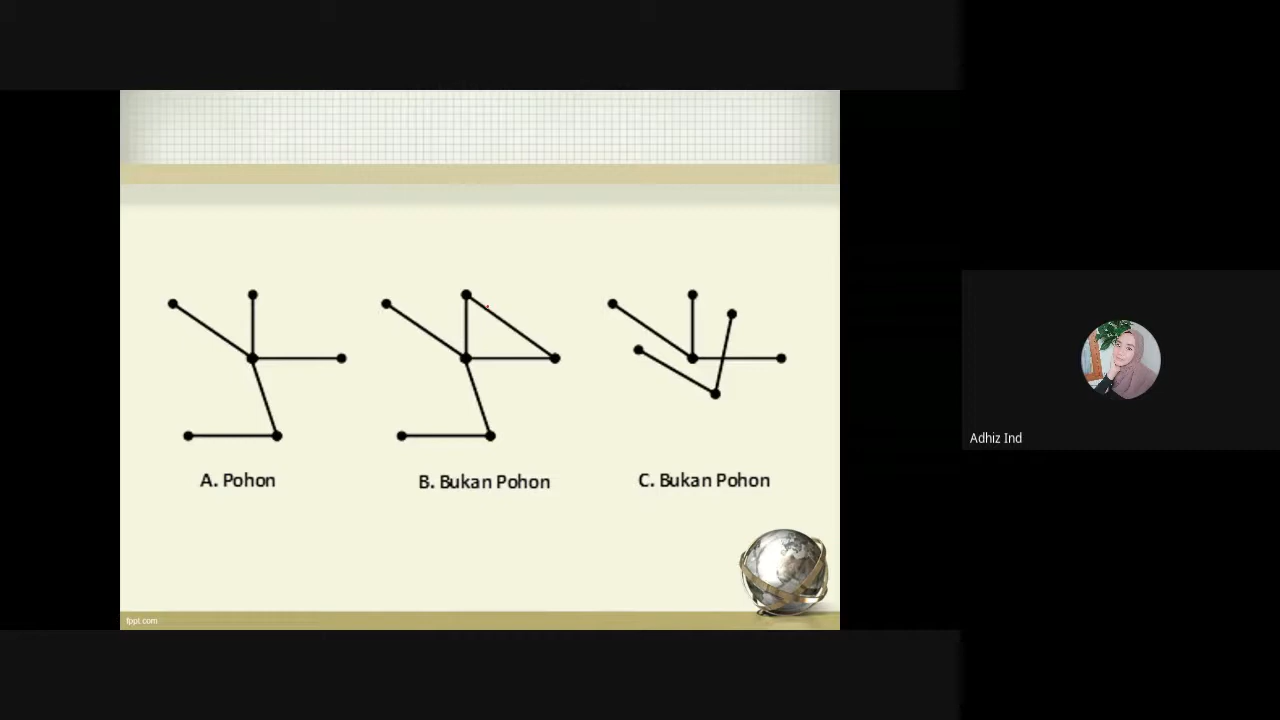 A. Pohon
B. Bukan Pohon
C. Bukan Pohon
fppt.com
Adhiz Ind